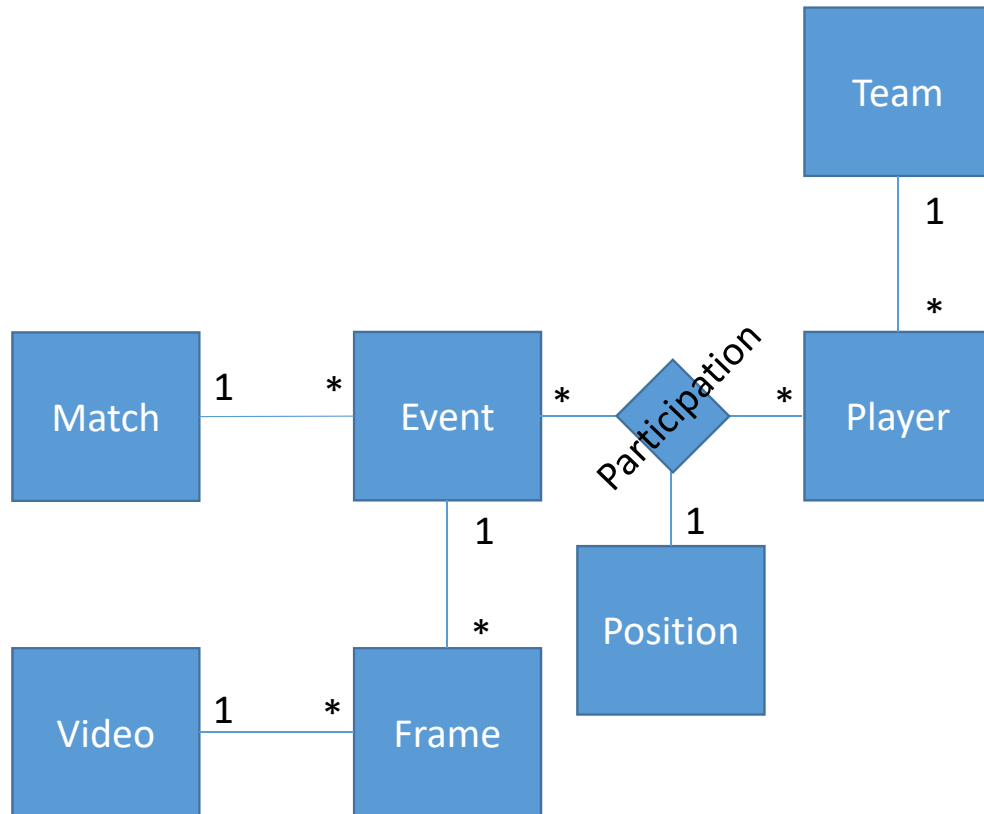 Team
1
*
Match
1
*
Event
*
Participation
*
Player
1
*
1
Position
Video
1
*
Frame